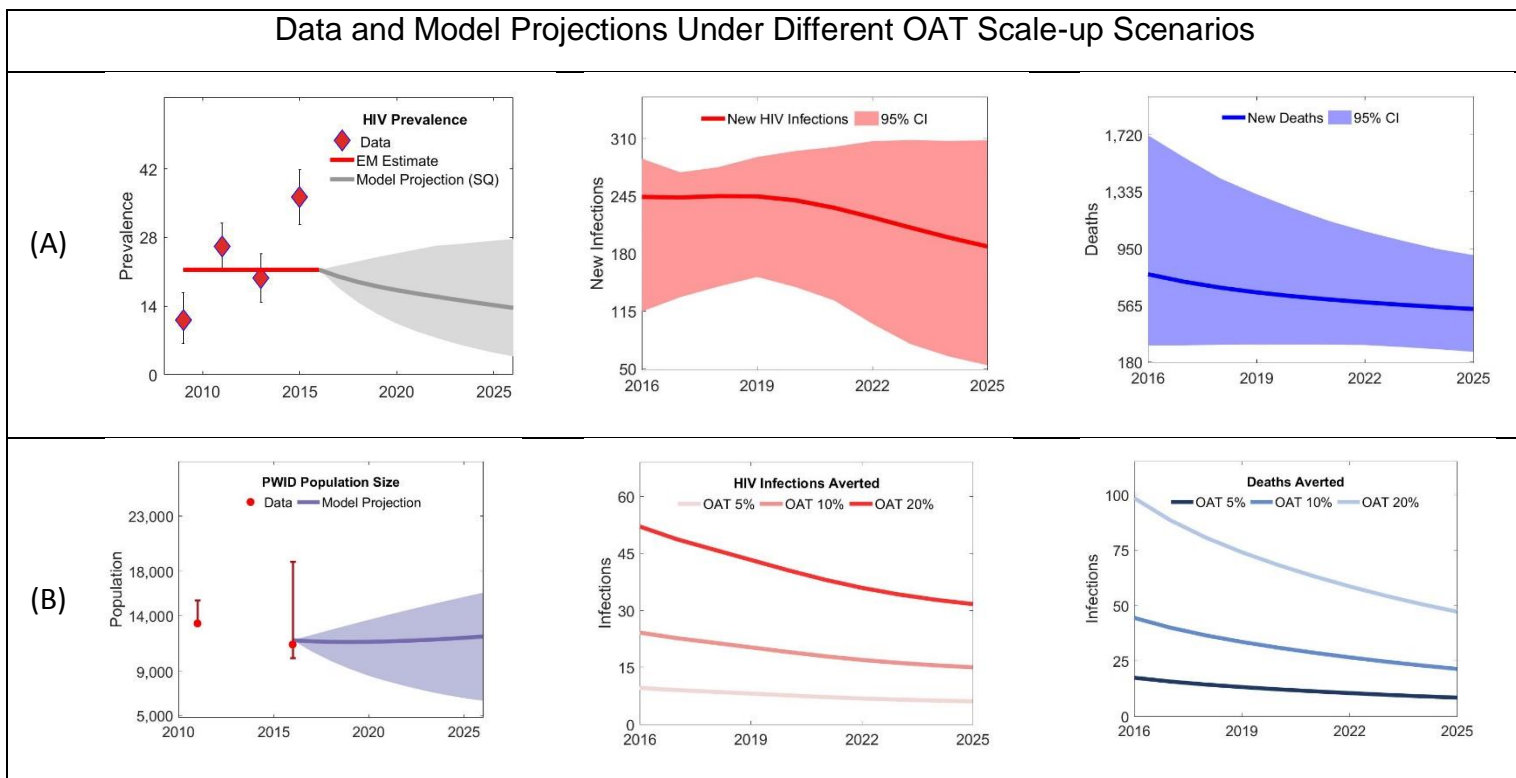 Data and Model Projections Under Different OAT Scale-up Scenarios
(A)
HIV Prevalence
Data
EM Estimate
Model Projection (SQ)
Prevalence
42
28
14
0
2010 2015 2020 2025
New HIV Infections 95% CI
New Infections
310
245
180
115
50
2016 2019 2022 2025
New Deaths 95% CI
Deaths
1,720
1,335
950
565
180
2016 2019 2022 2025
(B)
PWID Population Size
Data Model Projection
Population
23,000
18,000
14,000
9,000
5,000
2010 2015 2020 2025
HIV Infections Averted
OAT 5% OAT 10% OAT 20%
Infections
60
45
30
15
0
2016 2019 2022 2025
Deaths Averted
OAT 5% OAT 10% OAT 20%
Infections
100
75
50
25
0
2016 2019 2022 2025